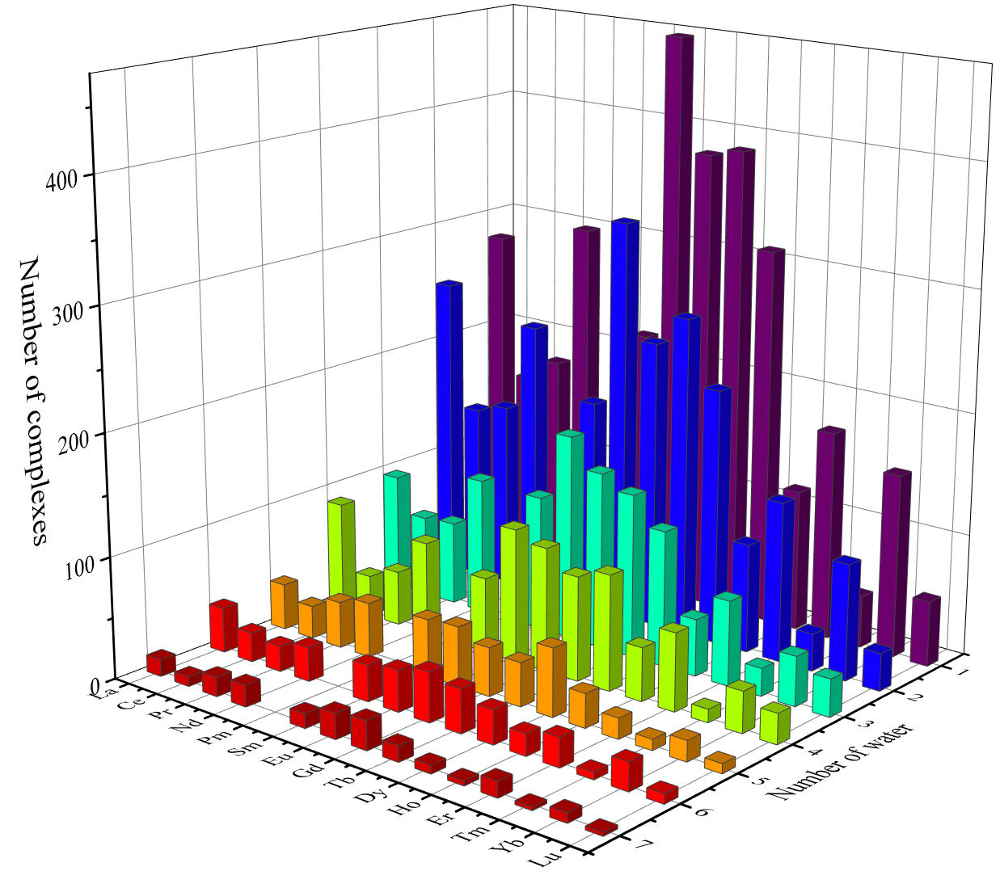 Number of complexes
400
300
200
100
0
La
Ce
Pr
Nd
Pm
Sm
Eu
Gd
Tb
Dy
Ho
Er
Tm
Yb
Lu
1
2
3
4
5
6
7
Number of water